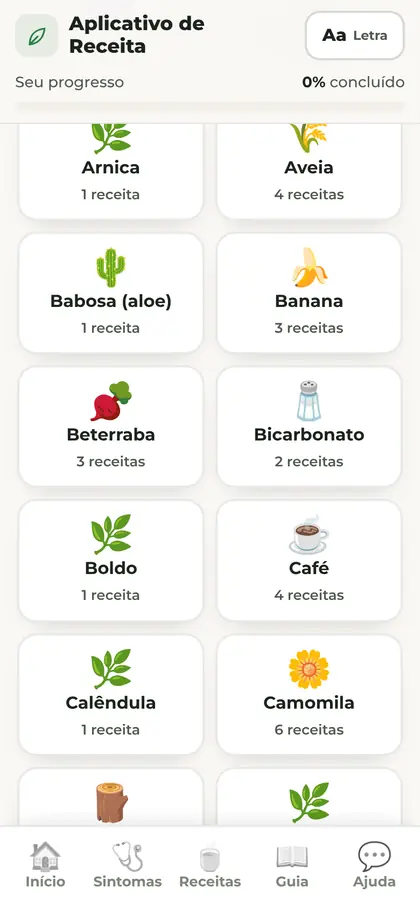 Aplicativo de
Receita
Aa Letra
Seu progresso
0% concluído
Arnica
Aveia
1 receita
4 receitas
Babosa (aloe)
Banana
1 receita
3 receitas
Beterraba
Bicarbonato
3 receitas
2 receitas
Boldo
Café
1 receita
4 receitas
Calêndula
Camomila
1 receita
6 receitas
Início
Sintomas
Receitas
Guia
Ajuda